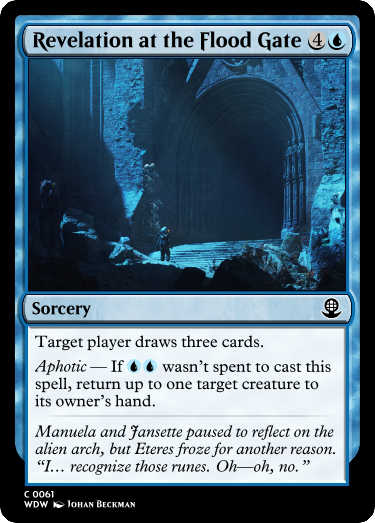 Revelation at the Flood Gate 4
Sorcery
Target player draws three cards.
Aphotic — If wasn't spent to cast this
spell, return up to one target creature to
its owner's hand.
Manuela and Jansette paused to reflect on the
alien arch, but Eteres froze for another reason.
“I… recognize those runes. Oh—oh, no.”
C 0061
WDW Johan Beckman